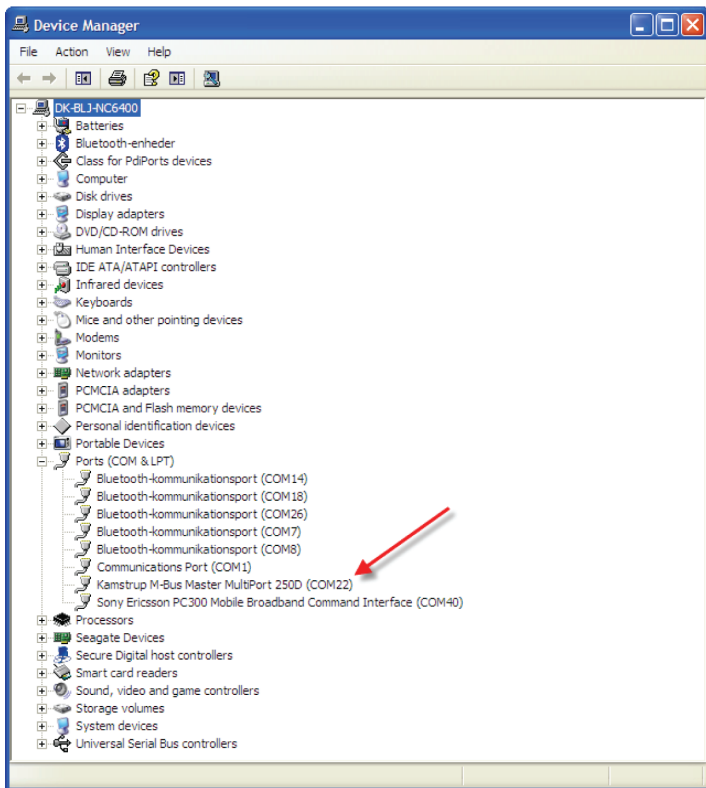 Device Manager
File Action View Help
DK-BLJ-NC6400
Batteries
Bluetooth-enheder
Class for PdiPorts devices
Computer
Disk drives
Display adapters
DVD/CD-ROM drives
Human Interface Devices
IDE ATA/ATAPI controllers
Infrared devices
Keyboards
Mice and other pointing devices
Modems
Monitors
Network adapters
PCMCIA adapters
PCMCIA and Flash memory devices
Personal identification devices
Portable Devices
Ports (COM & LPT)
Bluetooth-kommunikationsport (COM14)
Bluetooth-kommunikationsport (COM18)
Bluetooth-kommunikationsport (COM26)
Bluetooth-kommunikationsport (COM7)
Bluetooth-kommunikationsport (COM8)
Communications Port (COM1)
Kamstrup M-Bus Master MultiPort 250D (COM22)
Sony Ericsson PC300 Mobile Broadband Command Interface (COM40)
Processors
Seagate Devices
Secure Digital host controllers
Smart card readers
Sound, video and game controllers
Storage volumes
System devices
Universal Serial Bus controllers